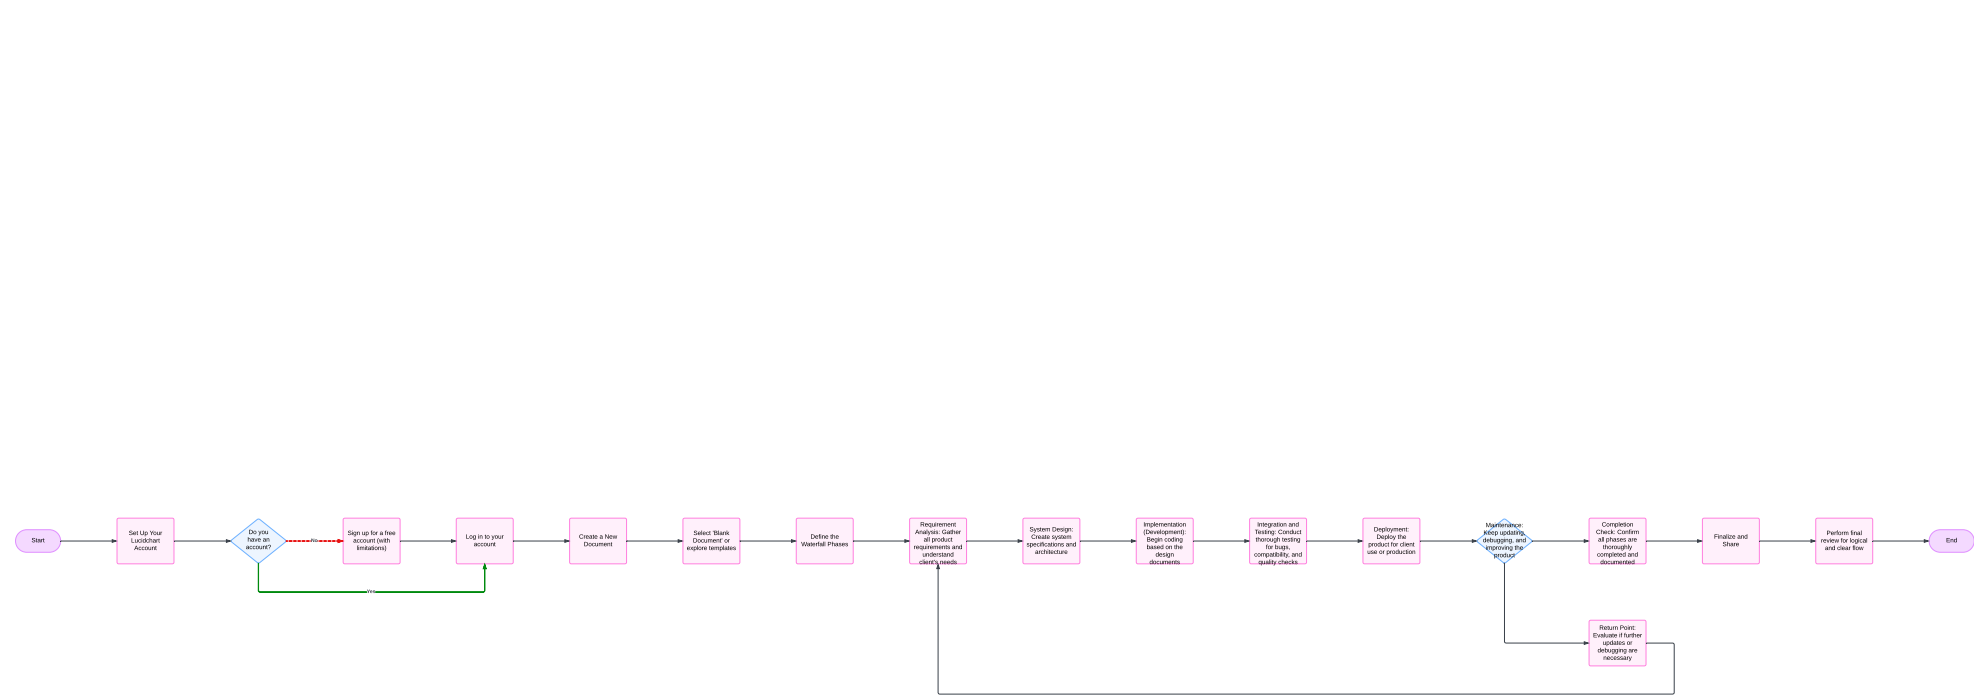 Start
Set Up Your
Lucidchart
Account
Do you
have an
account?
No
Sign up for a free
account (with
limitations)
Yes
Log in to your
account
Create a New
Document
Select 'Blank
Document' or
explore templates
Define the
Waterfall Phases
Requirement
Analysis: Gather
all product
requirements and
understand
client's needs
System Design:
Create system
specifications and
architecture
Implementation
(Development):
Begin coding
based on the
design
documents
Integration and
Testing: Conduct
thorough testing
for bugs,
compatibility, and
quality checks
Deployment:
Deploy the
product for client
use or production
Maintenance:
Keep updating,
debugging, and
improving the
product
Completion
Check: Confirm
all phases are
thoroughly
completed and
documented
Finalize and
Share
Perform final
review for logical
and clear flow
End
Return Point:
Evaluate if further
updates or
debugging are
necessary